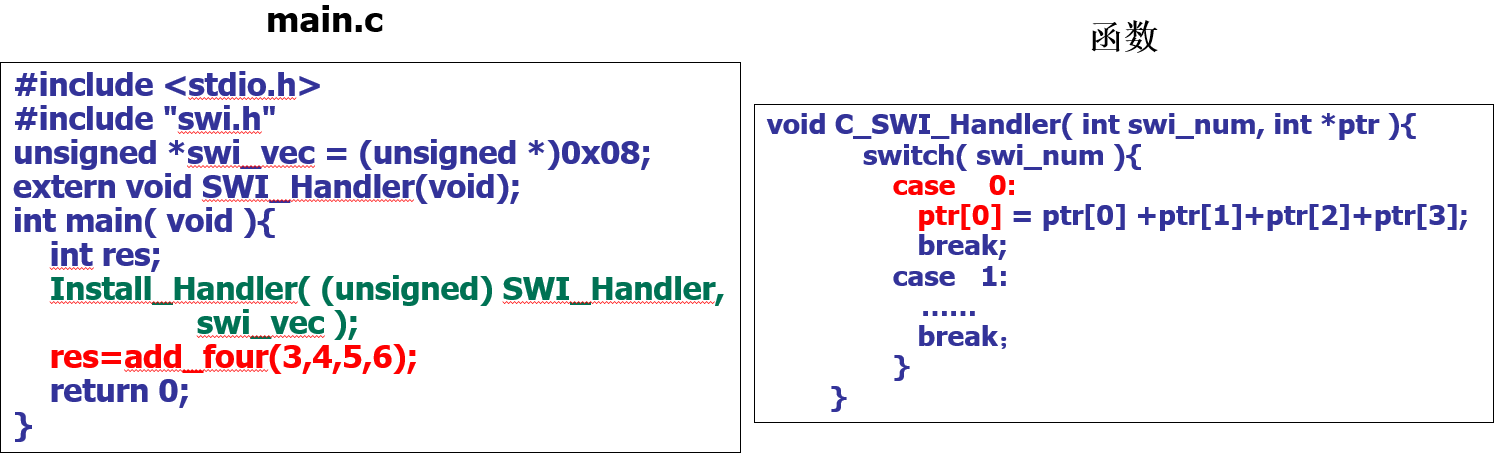 main.c
#include <stdio.h>
#include "swi.h"
unsigned *swi_vec = (unsigned *)0x08;
extern void SWI_Handler(void);
int main( void ){
int res;
Install_Handler( (unsigned) SWI_Handler,
swi_vec );
res=add_four(3,4,5,6);
return 0;
}
函数
void C_SWI_Handler( int swi_num, int *ptr ){
switch( swi_num ){
case 0:
ptr[0] = ptr[0] +ptr[1]+ptr[2]+ptr[3];
break;
case 1:
……
break；
}
}